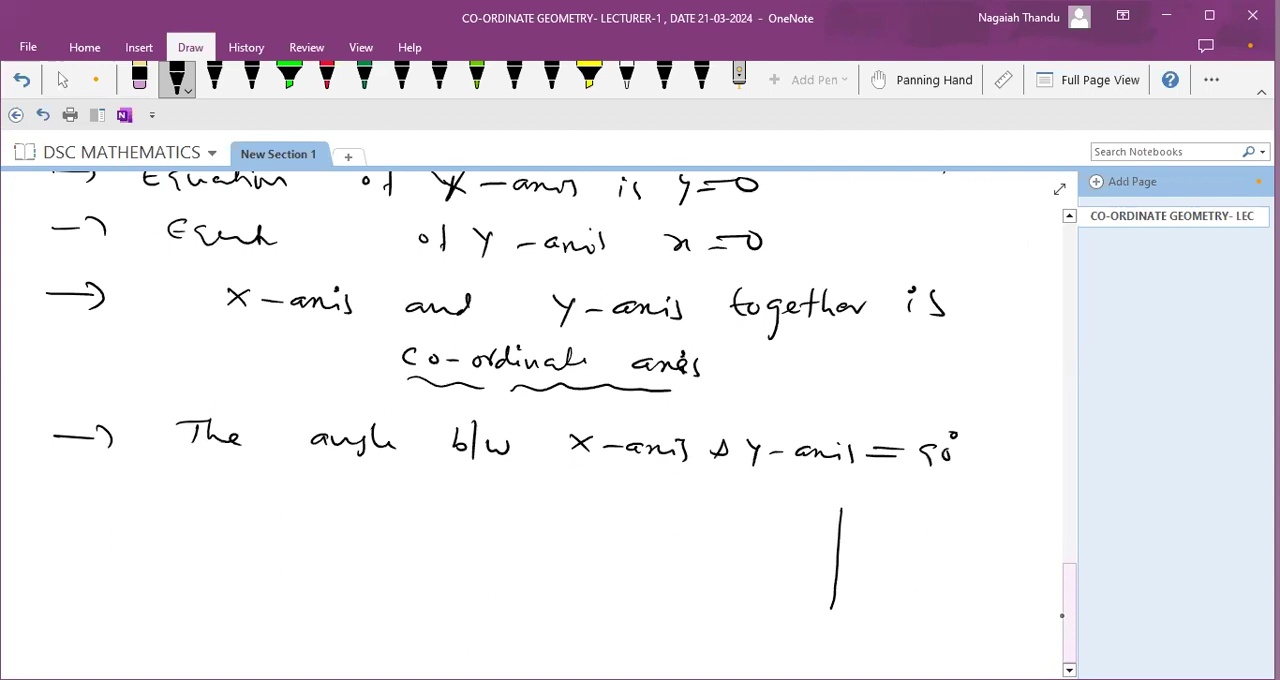 CO-ORDINATE GEOMETRY- LECTURER-1 , DATE 21-03-2024 - OneNote
Nagaiah Thandu
File Home Insert Draw History Review View Help
Add Pen Panning Hand Full Page View
DSC MATHEMATICS New Section 1
Search Notebooks
Add Page
CO-ORDINATE GEOMETRY- LEC
→ Equation of X-axis is y=0
→ of Y-axis x=0
→ X-axis and Y-axis together is
co-ordinate axes
→ The angle b/w X-axis & Y-axis = 90°